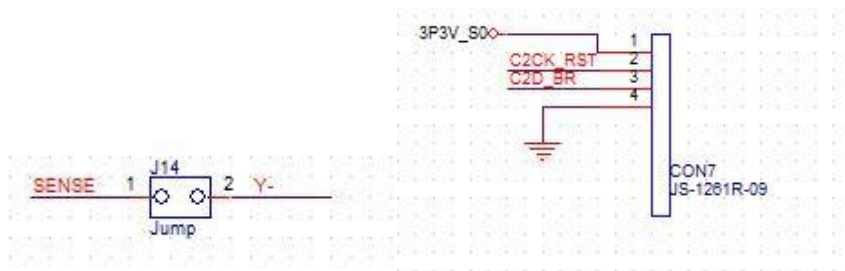 3P3V_S0
1
C2CK_RST 2
C2D_BR 3
4
CON7
JS-1261R-09
J14
SENSE 1 2 Y-
Jump